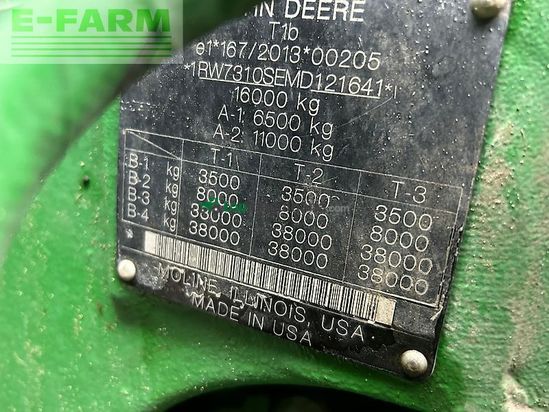 E-FARM
IN DEERE
T1b
e1*167/2013*00205
*1RW7310SEMD121641*
16000 kg
A-1: 6500 kg
A-2: 11000 kg
T-1 T-2 T-3
B-1 kg 3500 3500 3500
B-2 kg 8000 8000 8000
B-3 kg 38000 38000 38000
B-4 kg 38000 38000 38000
MOLINE, ILLINOIS, USA
MADE IN USA